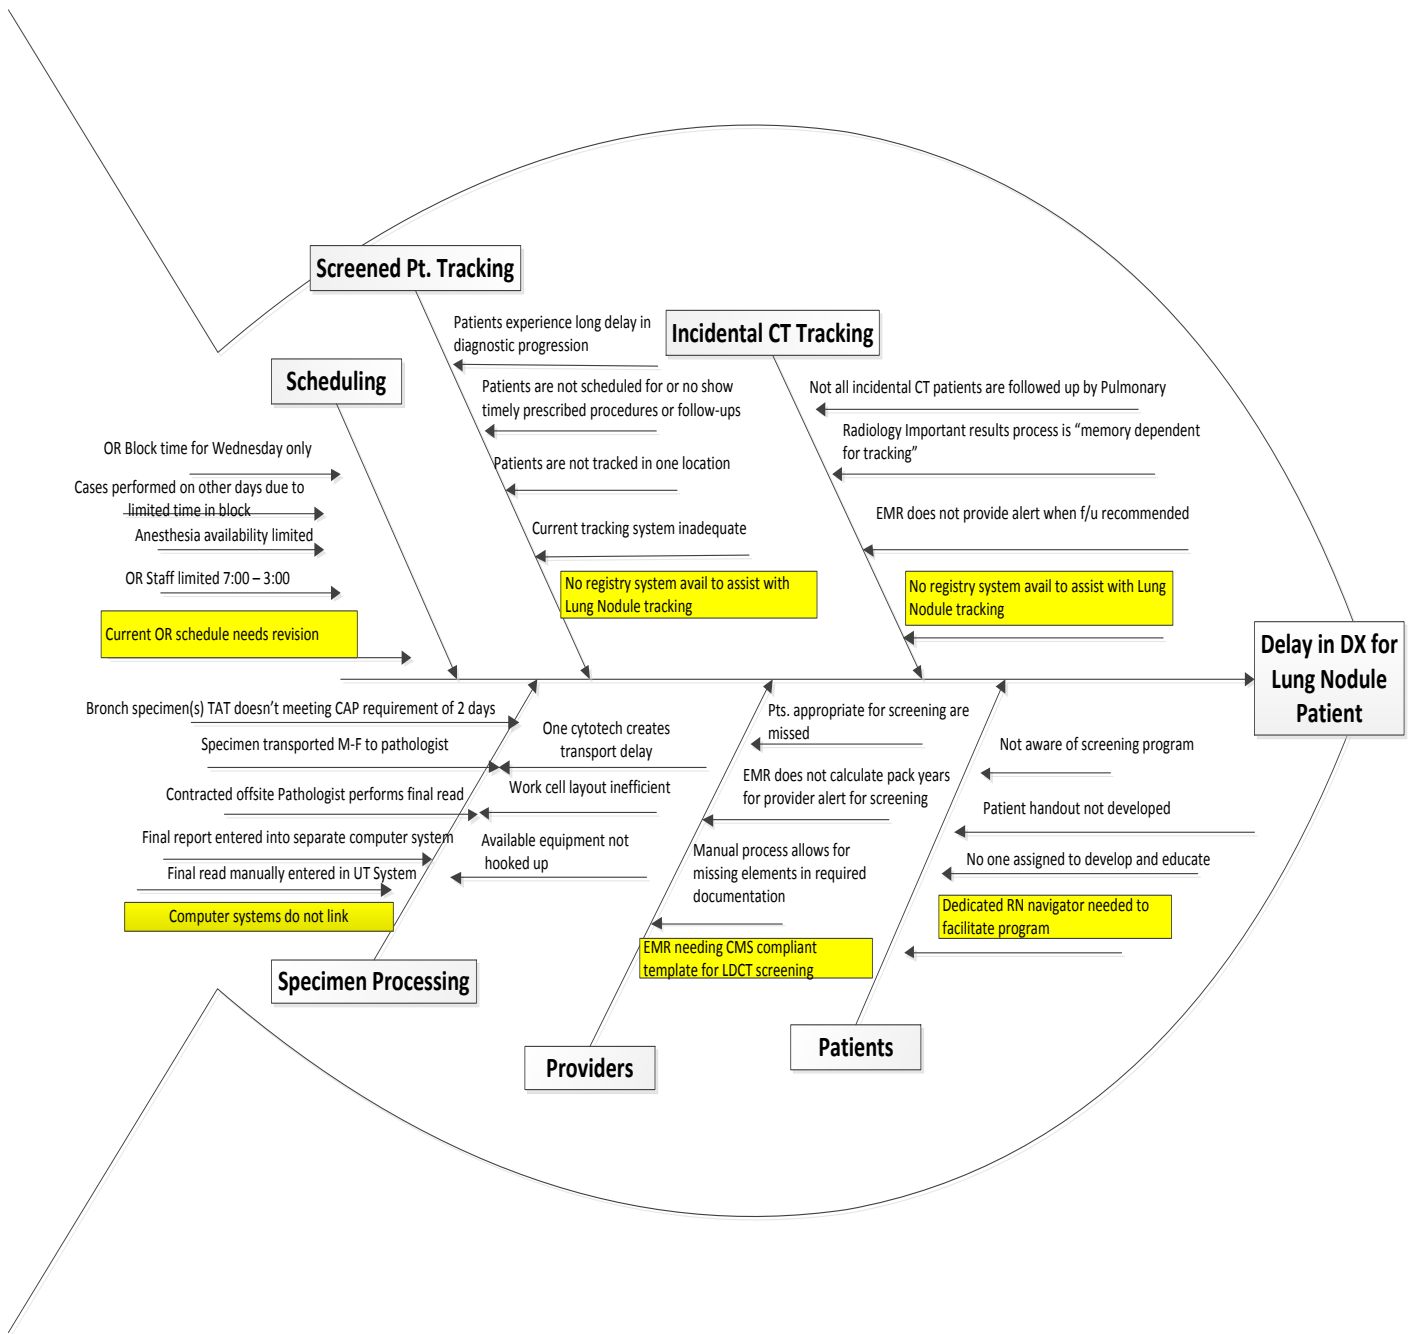 Screened Pt. Tracking
Patients experience long delay in
diagnostic progression
Patients are not scheduled for or no show
timely prescribed procedures or follow-ups
Patients are not tracked in one location
Current tracking system inadequate
No registry system avail to assist with
Lung Nodule tracking
Incidental CT Tracking
Not all incidental CT patients are followed up by Pulmonary
Radiology Important results process is “memory dependent
for tracking”
EMR does not provide alert when f/u recommended
No registry system avail to assist with Lung
Nodule tracking
Scheduling
OR Block time for Wednesday only
Cases performed on other days due to
limited time in block
Anesthesia availability limited
OR Staff limited 7:00 – 3:00
Current OR schedule needs revision
Delay in DX for
Lung Nodule
Patient
Bronch specimen(s) TAT doesn’t meeting CAP requirement of 2 days
Specimen transported M-F to pathologist
Contracted offsite Pathologist performs final read
Final report entered into separate computer system
Final read manually entered in UT System
Computer systems do not link
One cytotech creates
transport delay
Work cell layout inefficient
Available equipment not
hooked up
Specimen Processing
Pts. appropriate for screening are
missed
EMR does not calculate pack years
for provider alert for screening
Manual process allows for
missing elements in required
documentation
EMR needing CMS compliant
template for LDCT screening
Providers
Not aware of screening program
Patient handout not developed
No one assigned to develop and educate
Dedicated RN navigator needed to
facilitate program
Patients